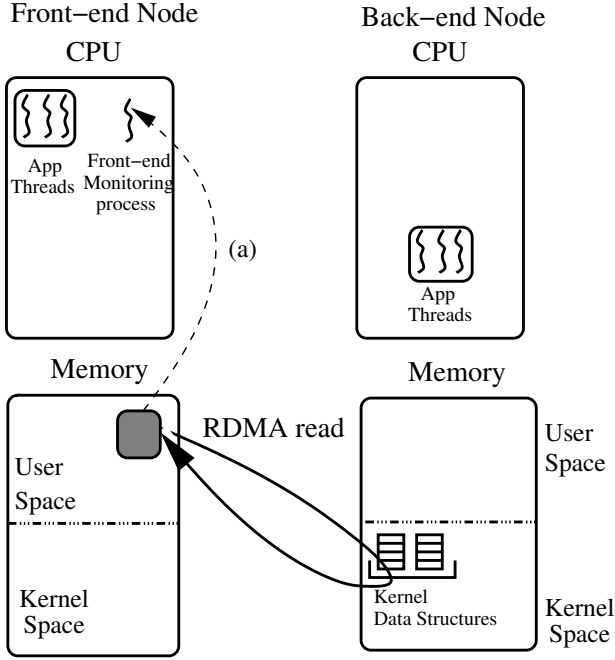 Front−end Node
CPU
App
Threads
Front−end
Monitoring
process
(a)
Back−end Node
CPU
App
Threads
Memory
RDMA read
User
Space
Kernel
Space
Memory
User
Space
Kernel
Data Structures
Kernel
Space